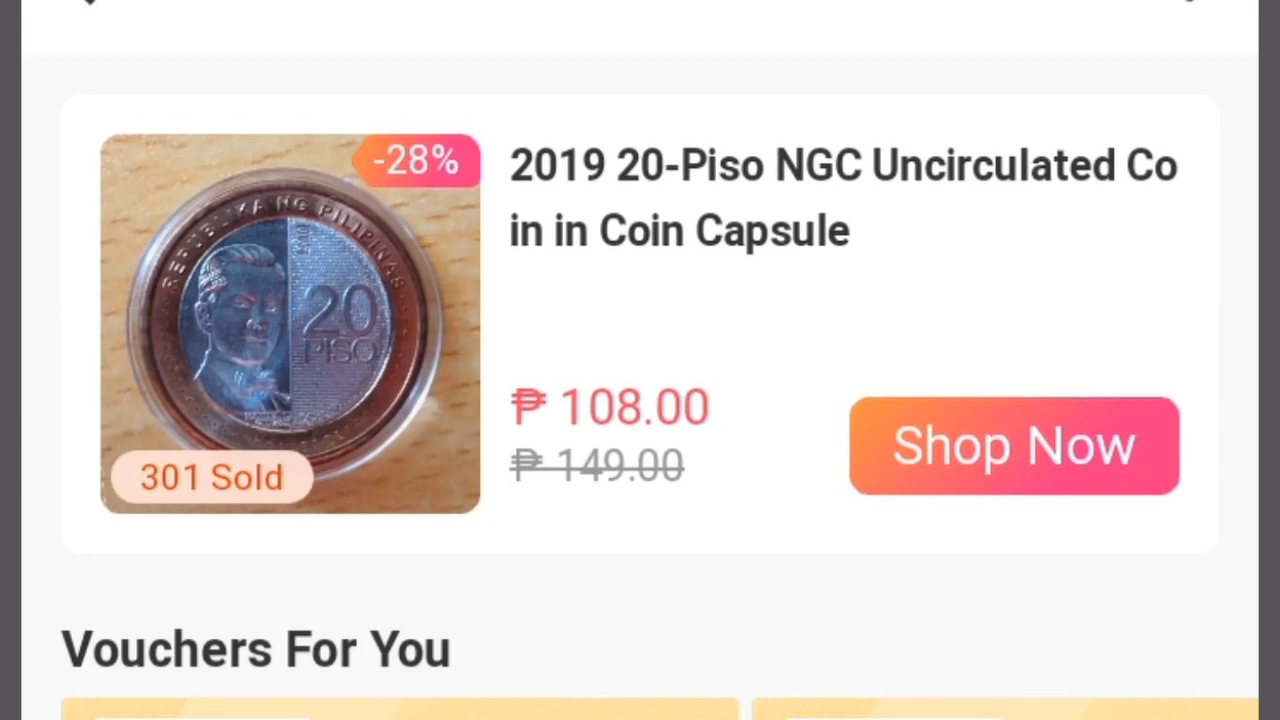 -28%
REPUBLIKA NG PILIPINAS
20
PISO
301 Sold
2019 20-Piso NGC Uncirculated Co
in in Coin Capsule
₱ 108.00
₱ 149.00
Shop Now
Vouchers For You